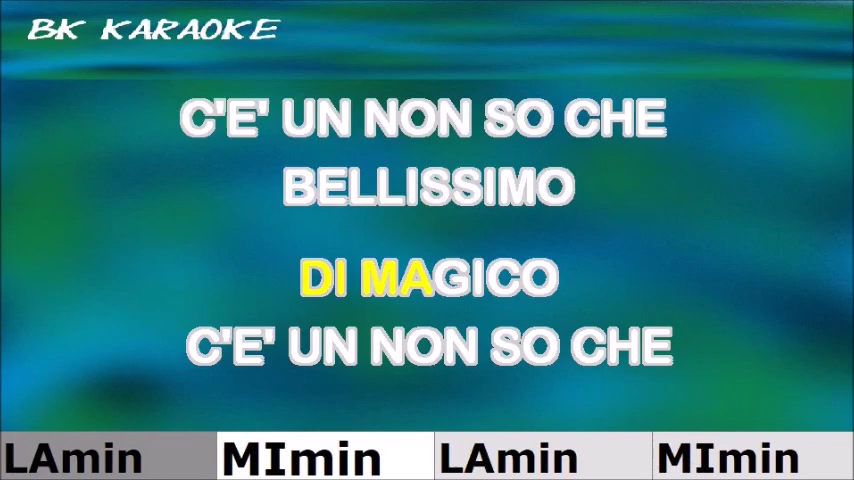 BK KARAOKE
C'E' UN NON SO CHE
BELLISSIMO
DI MAGICO
C'E' UN NON SO CHE
LAmin MImin LAmin MImin